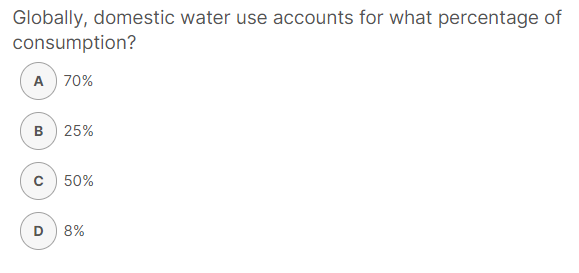 Globally, domestic water use accounts for what percentage of
consumption?
A 70%
B 25%
C 50%
D 8%